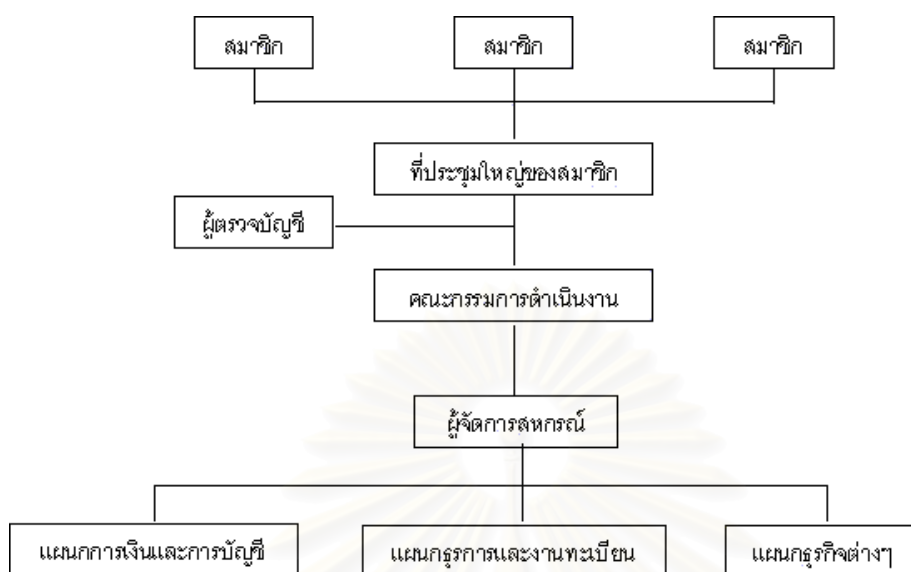 สมาชิก
สมาชิก
สมาชิก
ที่ประชุมใหญ่ของสมาชิก
ผู้ตรวจบัญชี
คณะกรรมการดำเนินงาน
ผู้จัดการสหกรณ์
แผนกการเงินและการบัญชี
แผนกธุรการและงานทะเบียน
แผนกธุรกิจต่างๆ